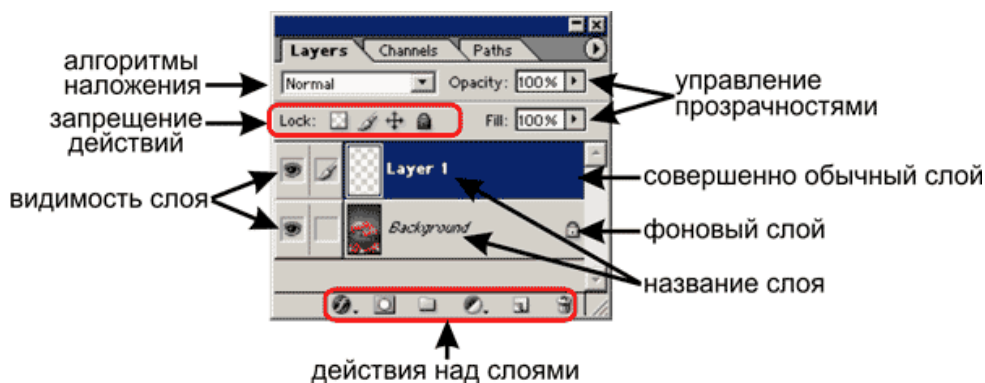 Layers Channels Paths
алгоритмы
наложения
Normal Opacity: 100%
управление
прозрачностями
запрещение
действий
Lock: Fill: 100%
Layer 1
совершенно обычный слой
видимость слоя
Background
фоновый слой
название слоя
действия над слоями